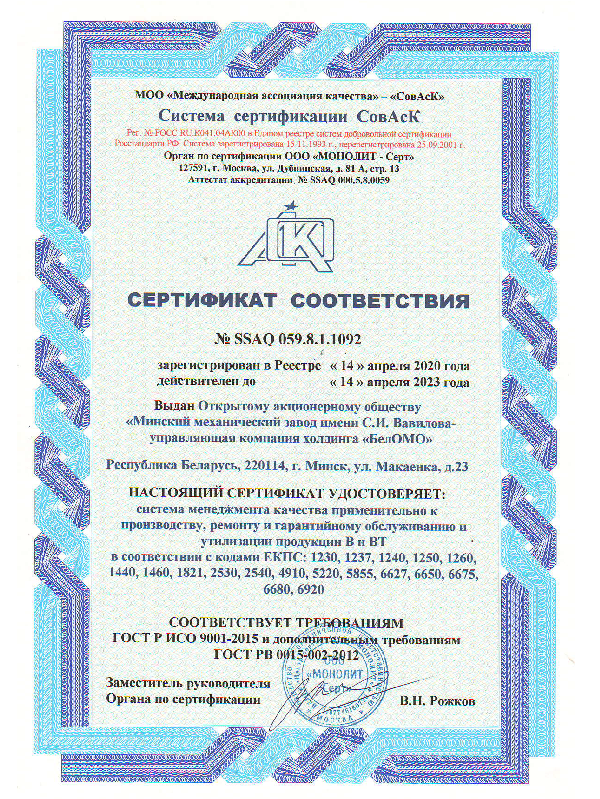 МОО «Международная ассоциация качества» – «СовАсК»
Система сертификации СовАсК
Рег. № РОСС RU.К041.04АК00 в Едином реестре систем добровольной сертификации
Росстандарта РФ. Система зарегистрирована 15.11.1993 г., перерегистрирована 25.09.2001 г.
Орган по сертификации ООО «МОНОЛИТ - Серт»
127591, г. Москва, ул. Дубнинская, д. 81 А, стр. 13
Аттестат аккредитации № SSAQ 000.5.8.0059
СЕРТИФИКАТ СООТВЕТСТВИЯ
№ SSAQ 059.8.1.1092
зарегистрирован в Реестре « 14 » апреля 2020 года
действителен до « 14 » апреля 2023 года
Выдан Открытому акционерному обществу
«Минский механический завод имени С.И. Вавилова-
управляющая компания холдинга «БелОМО»
Республика Беларусь, 220114, г. Минск, ул. Макаенка, д.23
НАСТОЯЩИЙ СЕРТИФИКАТ УДОСТОВЕРЯЕТ:
система менеджмента качества применительно к
производству, ремонту и гарантийному обслуживанию и
утилизации продукции В и ВТ
в соответствии с кодами ЕКПС: 1230, 1237, 1240, 1250, 1260,
1440, 1460, 1821, 2530, 2540, 4910, 5220, 5855, 6627, 6650, 6675,
6680, 6920
СООТВЕТСТВУЕТ ТРЕБОВАНИЯМ
ГОСТ Р ИСО 9001-2015 и дополнительным требованиям
ГОСТ РВ 0015-002-2012
ООО
«МОНОЛИТ
Серт»
МОСКВА
Заместитель руководителя
Органа по сертификации В.Н. Рожков